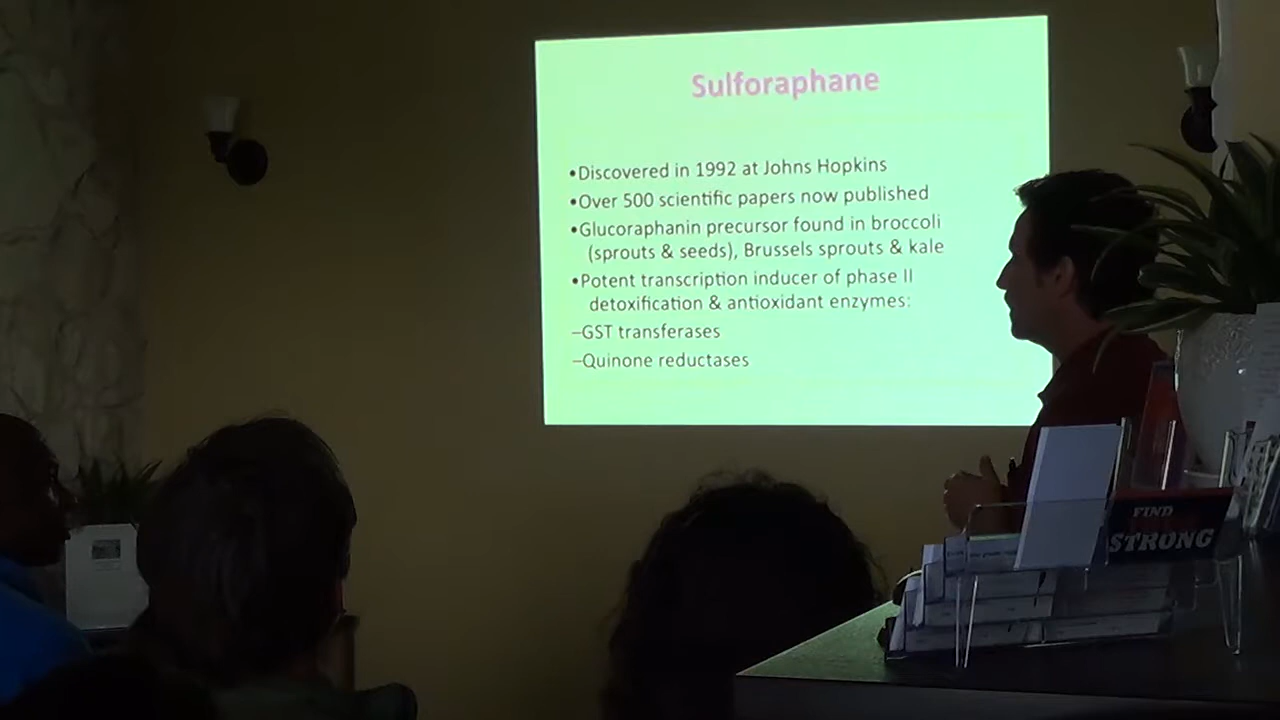 Sulforaphane
•Discovered in 1992 at Johns Hopkins
•Over 500 scientific papers now published
•Glucoraphanin precursor found in broccoli
(sprouts & seeds), Brussels sprouts & kale
•Potent transcription inducer of phase II
detoxification & antioxidant enzymes:
–GST transferases
–Quinone reductases
FIND
STRONG